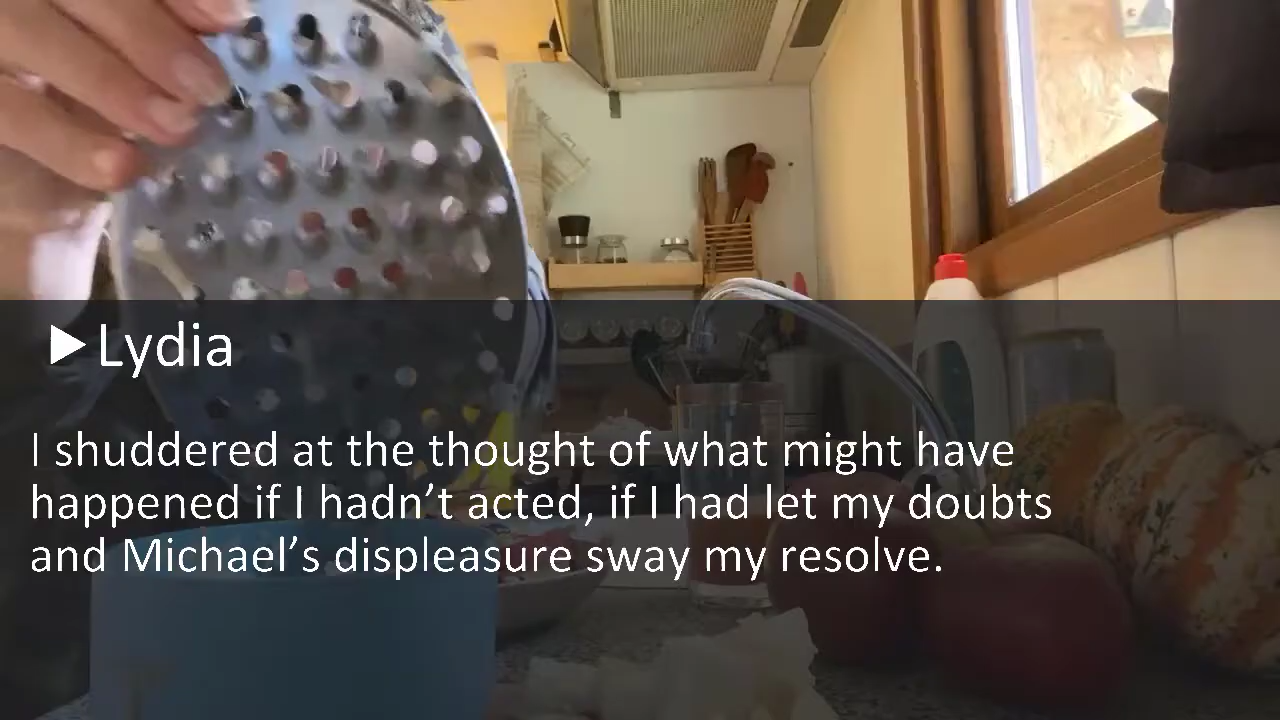 ▶Lydia
I shuddered at the thought of what might have
happened if I hadn’t acted, if I had let my doubts
and Michael’s displeasure sway my resolve.